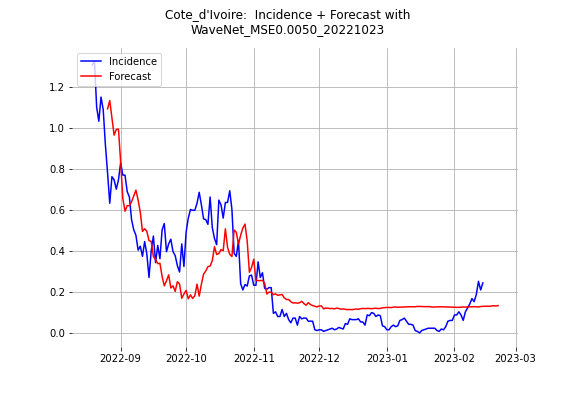 Cote_d'Ivoire:  Incidence + Forecast with
WaveNet_MSE0.0050_20221023
Incidence
Forecast
1.2
1.0
0.8
0.6
0.4
0.2
0.0
2022-09 2022-10 2022-11 2022-12 2023-01 2023-02 2023-03